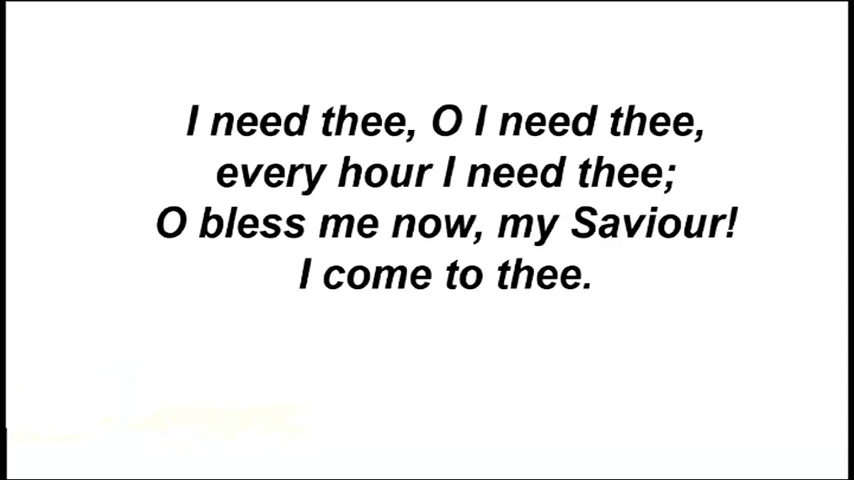 I need thee, O I need thee,
every hour I need thee;
O bless me now, my Saviour!
I come to thee.